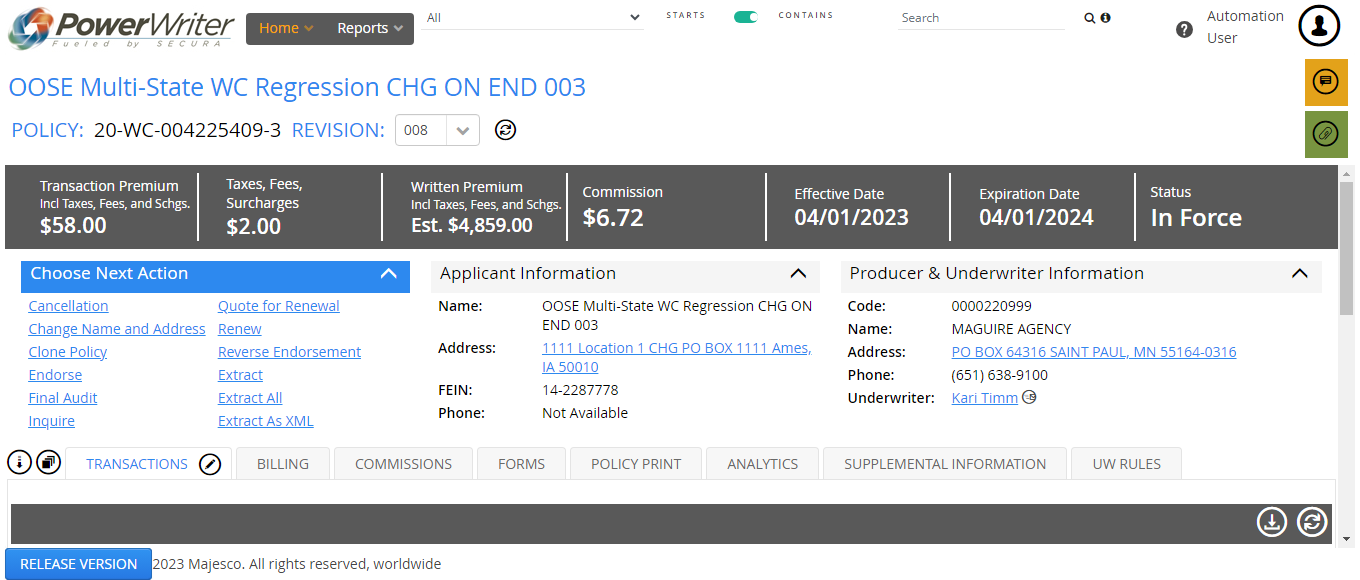 PowerWriter
Fueled by SECURA
Home Reports All STARTS CONTAINS Search
Automation User
OOSE Multi-State WC Regression CHG ON END 003
POLICY: 20-WC-004225409-3 REVISION: 008
Transaction Premium
Incl Taxes, Fees, and Schgs.
$58.00
Taxes, Fees,
Surcharges
$2.00
Written Premium
Incl Taxes, Fees, and Schgs.
Est. $4,859.00
Commission
$6.72
Effective Date
04/01/2023
Expiration Date
04/01/2024
Status
In Force
Choose Next Action
Cancellation Quote for Renewal
Change Name and Address Renew
Clone Policy Reverse Endorsement
Endorse Extract
Final Audit Extract All
Inquire Extract As XML
Applicant Information
Name: OOSE Multi-State WC Regression CHG ON
END 003
Address: 1111 Location 1 CHG PO BOX 1111 Ames,
IA 50010
FEIN: 14-2287778
Phone: Not Available
Producer & Underwriter Information
Code: 0000220999
Name: MAGUIRE AGENCY
Address: PO BOX 64316 SAINT PAUL, MN 55164-0316
Phone: (651) 638-9100
Underwriter: Kari Timm
TRANSACTIONS BILLING COMMISSIONS FORMS POLICY PRINT ANALYTICS SUPPLEMENTAL INFORMATION UW RULES
RELEASE VERSION 2023 Majesco. All rights reserved, worldwide